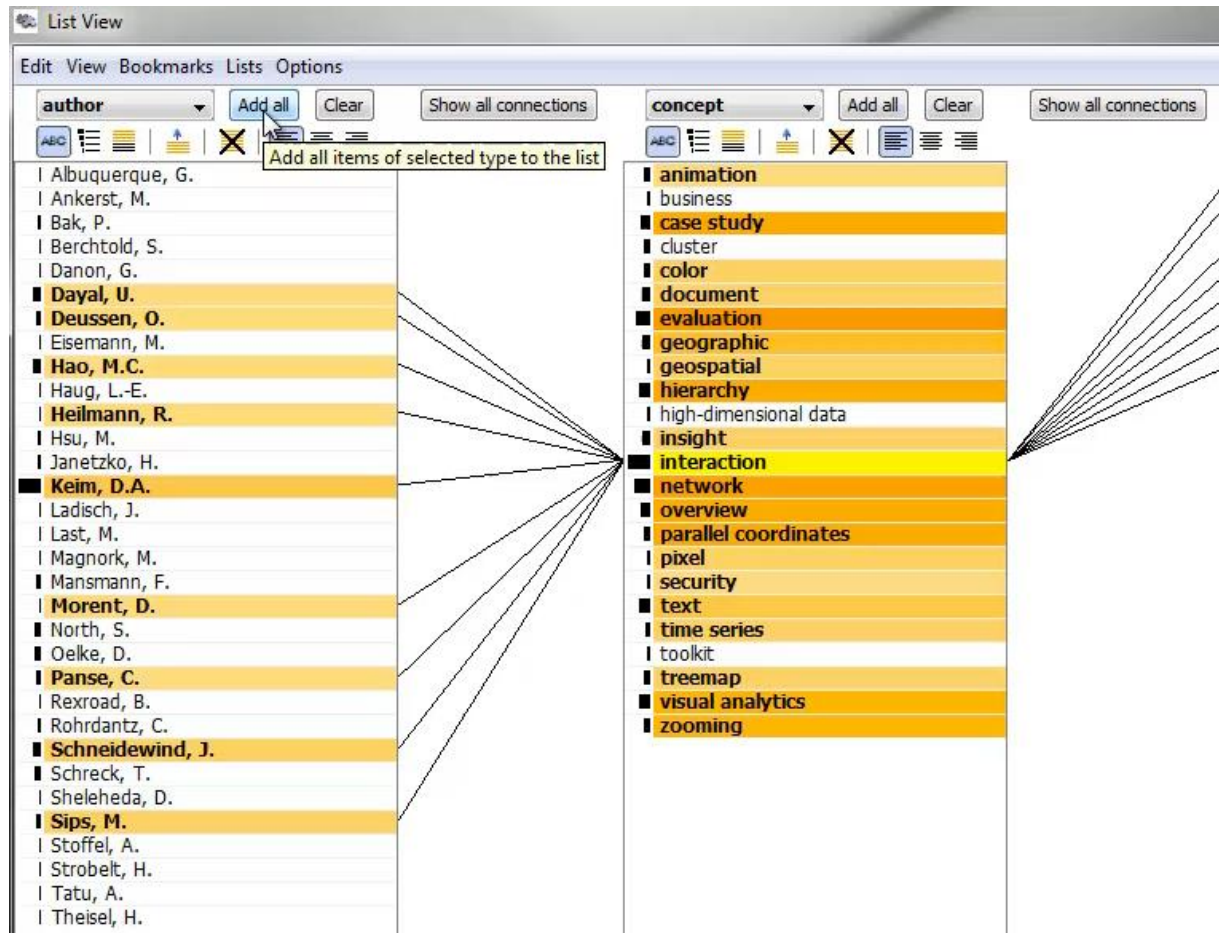 List View
Edit View Bookmarks Lists Options
author Add all Clear Show all connections concept Add all Clear Show all connections
ABC ABC
Add all items of selected type to the list
Albuquerque, G.
Ankerst, M.
Bak, P.
Berchtold, S.
Danon, G.
Dayal, U.
Deussen, O.
Eisemann, M.
Hao, M.C.
Haug, L.-E.
Heilmann, R.
Hsu, M.
Janetzko, H.
Keim, D.A.
Ladisch, J.
Last, M.
Magnork, M.
Mansmann, F.
Morent, D.
North, S.
Oelke, D.
Panse, C.
Rexroad, B.
Rohrdantz, C.
Schneidewind, J.
Schreck, T.
Sheleheda, D.
Sips, M.
Stoffel, A.
Strobelt, H.
Tatu, A.
Theisel, H.
animation
business
case study
cluster
color
document
evaluation
geographic
geospatial
hierarchy
high-dimensional data
insight
interaction
network
overview
parallel coordinates
pixel
security
text
time series
toolkit
treemap
visual analytics
zooming